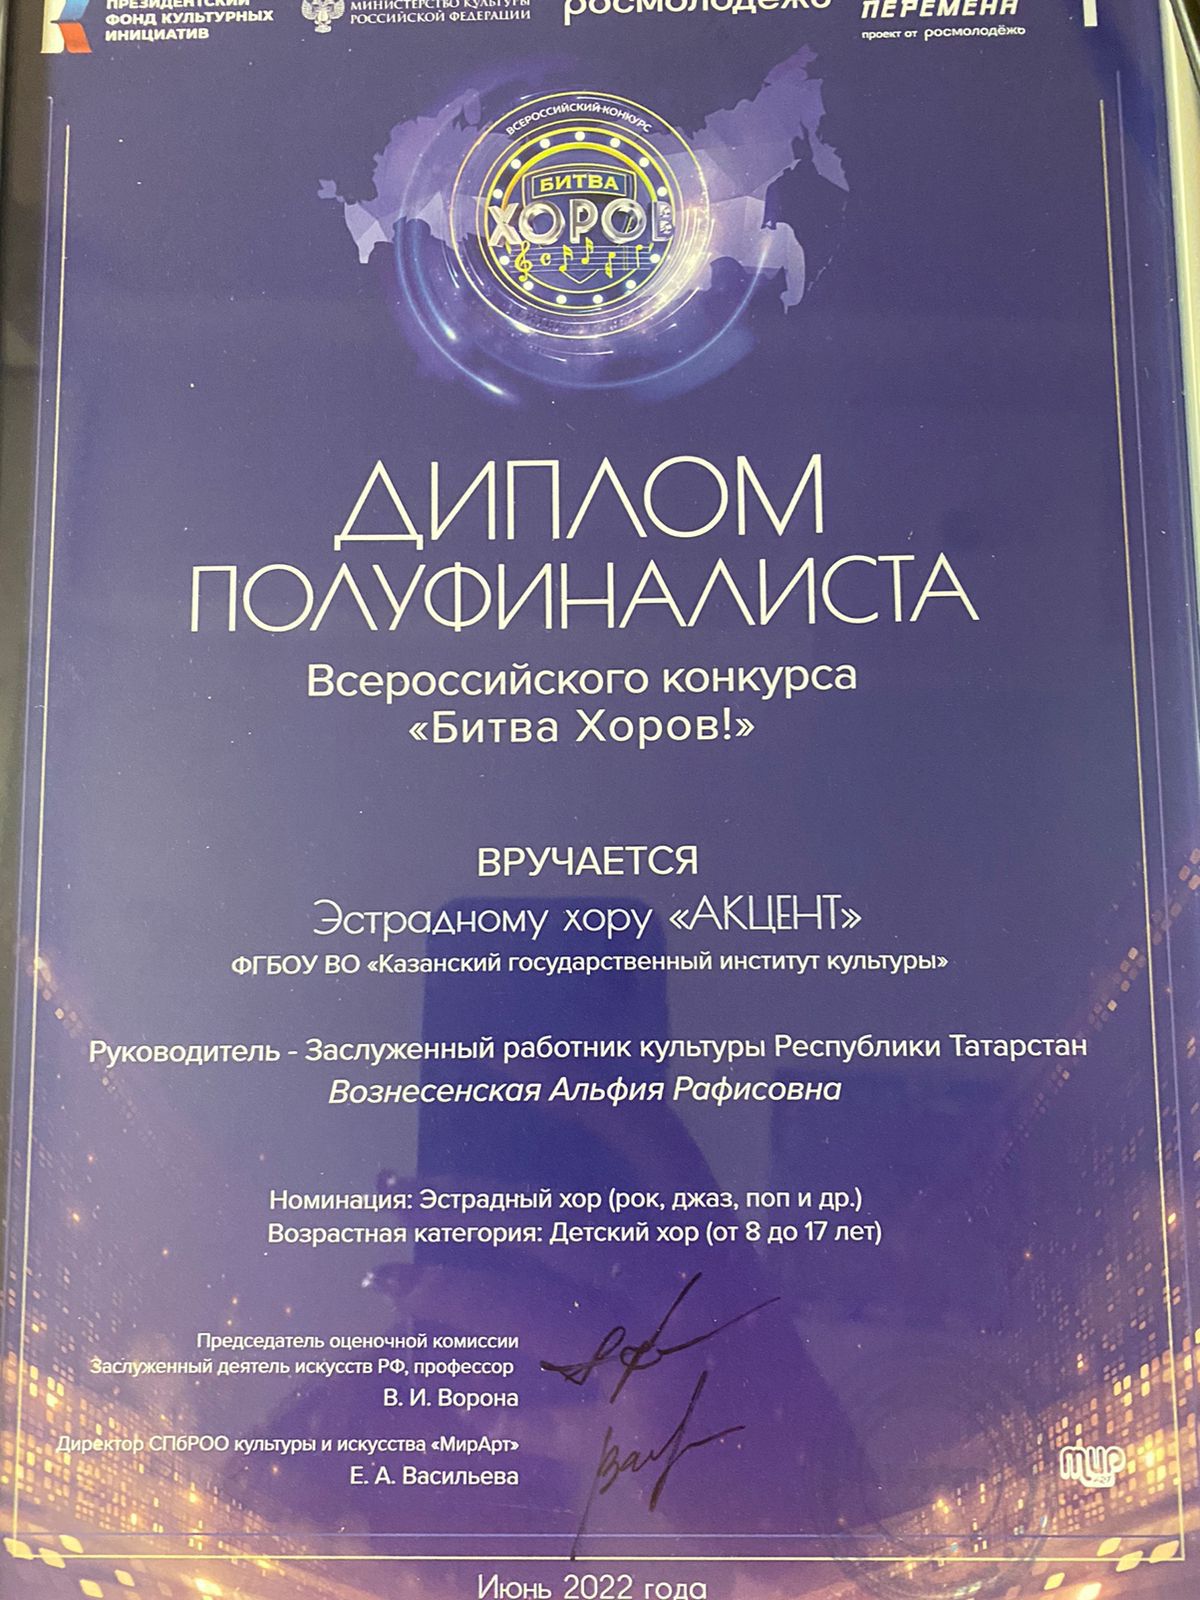 ПРЕЗИДЕНТСКИЙ
ФОНД КУЛЬТУРНЫХ
ИНИЦИАТИВ
МИНИСТЕРСТВО КУЛЬТУРЫ
РОССИЙСКОЙ ФЕДЕРАЦИИ
росмолодёжь
ПЕРЕМЕНН
проект от росмолодёжь
ВСЕРОССИЙСКИЙ КОНКУРС
БИТВА
ХОРОВ
ДИПЛОМ
ПОЛУФИНАЛИСТА
Всероссийского конкурса
«Битва Хоров!»
ВРУЧАЕТСЯ
Эстрадному хору «АКЦЕНТ»
ФГБОУ ВО «Казанский государственный институт культуры»
Руководитель - Заслуженный работник культуры Республики Татарстан
Вознесенская Альфия Рафисовна
Номинация: Эстрадный хор (рок, джаз, поп и др.)
Возрастная категория: Детский хор (от 8 до 17 лет)
Председатель оценочной комиссии
Заслуженный деятель искусств РФ, профессор
В. И. Ворона
Директор СПбРОО культуры и искусства «МирАрт»
Е. А. Васильева
мир
Июнь 2022 года